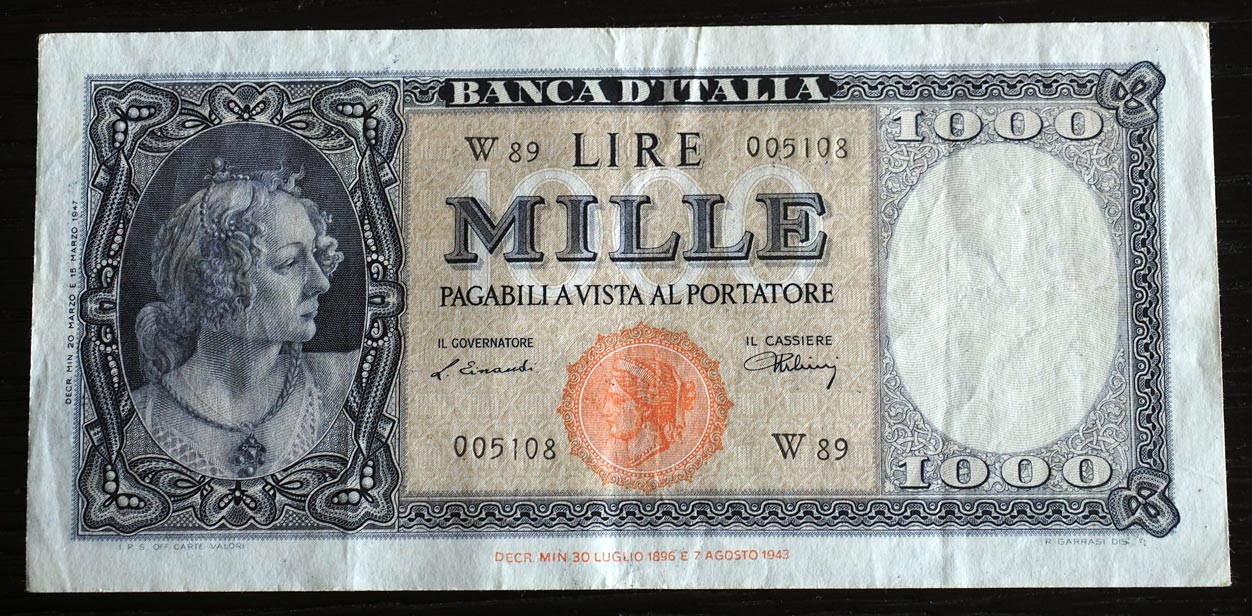 BANCA D'ITALIA
W 89 LIRE 005108
1000
MILLE
1000
PAGABILI A VISTA AL PORTATORE
IL GOVERNATORE
IL CASSIERE
L. Einaudi
005108
W 89
1000
DECR. MIN. 20 MARZO E 15 MARZO 1947
I. P. S. OFF. CARTE VALORI
R. GARRASI DIS.
DECR. MIN. 30 LUGLIO 1896 E 7 AGOSTO 1943